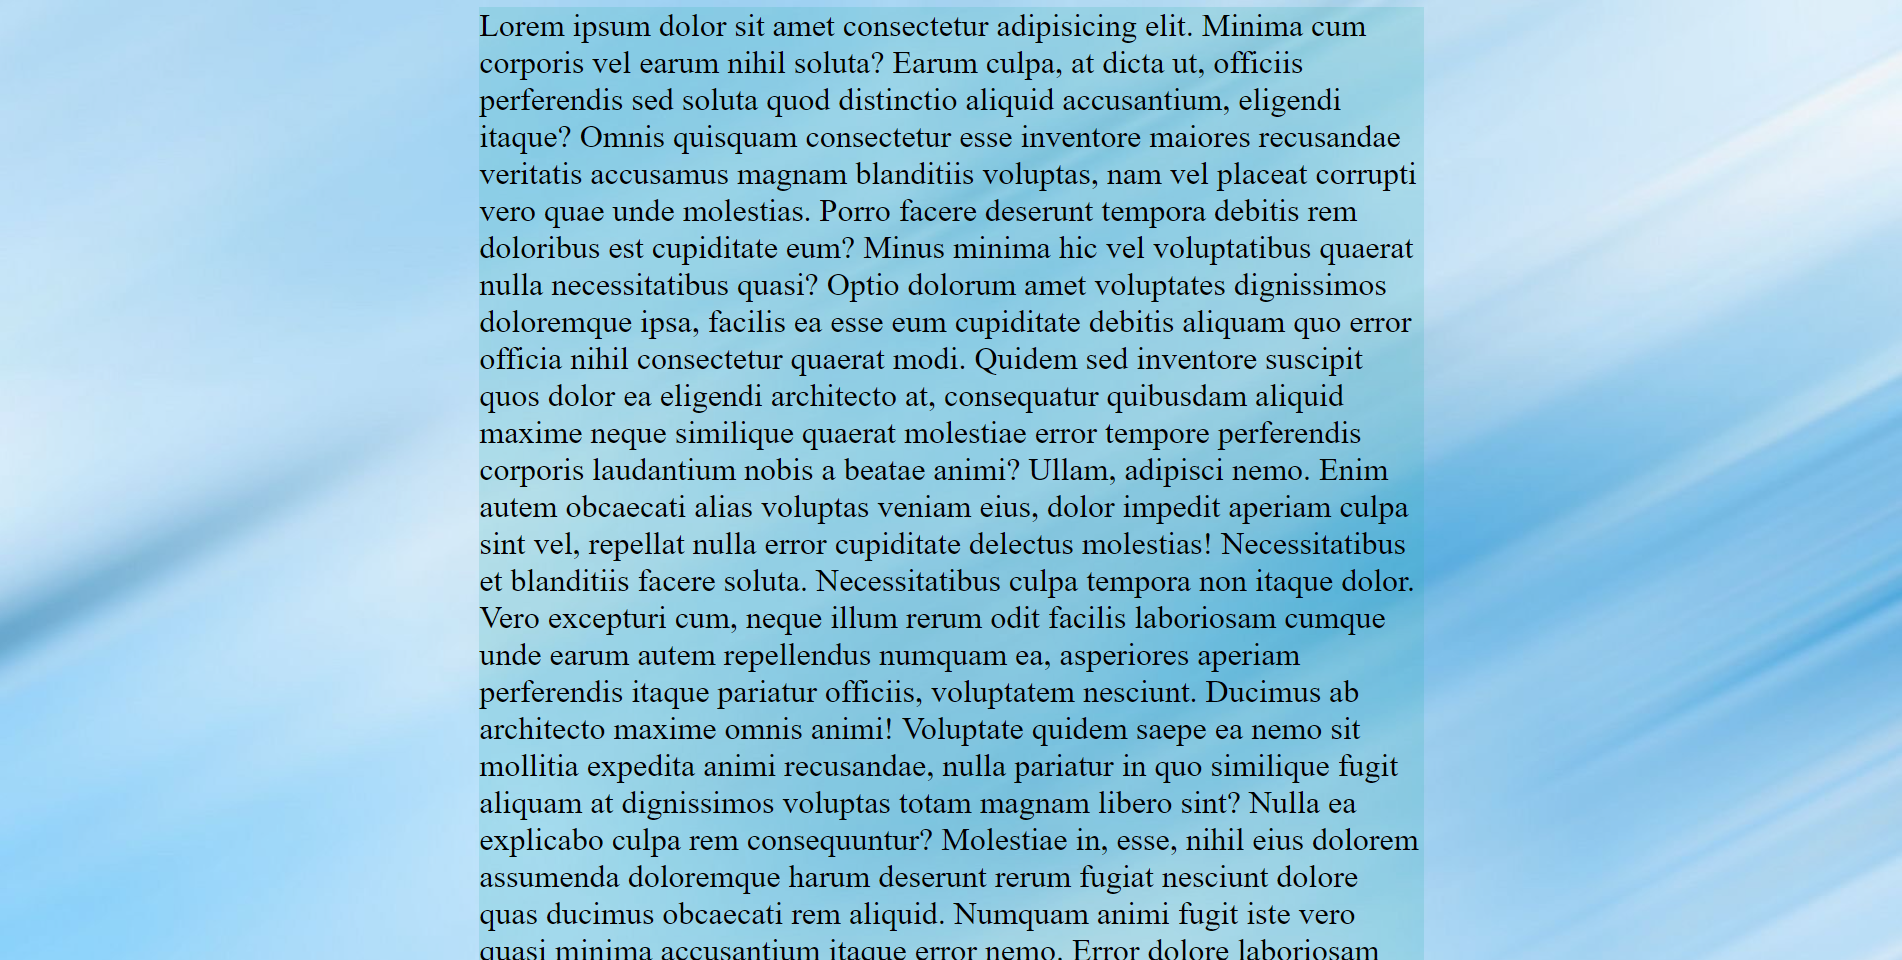 Lorem ipsum dolor sit amet consectetur adipisicing elit. Minima cum
corporis vel earum nihil soluta? Earum culpa, at dicta ut, officiis
perferendis sed soluta quod distinctio aliquid accusantium, eligendi
itaque? Omnis quisquam consectetur esse inventore maiores recusandae
veritatis accusamus magnam blanditiis voluptas, nam vel placeat corrupti
vero quae unde molestias. Porro facere deserunt tempora debitis rem
doloribus est cupiditate eum? Minus minima hic vel voluptatibus quaerat
nulla necessitatibus quasi? Optio dolorum amet voluptates dignissimos
doloremque ipsa, facilis ea esse eum cupiditate debitis aliquam quo error
officia nihil consectetur quaerat modi. Quidem sed inventore suscipit
quos dolor ea eligendi architecto at, consequatur quibusdam aliquid
maxime neque similique quaerat molestiae error tempore perferendis
corporis laudantium nobis a beatae animi? Ullam, adipisci nemo. Enim
autem obcaecati alias voluptas veniam eius, dolor impedit aperiam culpa
sint vel, repellat nulla error cupiditate delectus molestias! Necessitatibus
et blanditiis facere soluta. Necessitatibus culpa tempora non itaque dolor.
Vero excepturi cum, neque illum rerum odit facilis laboriosam cumque
unde earum autem repellendus numquam ea, asperiores aperiam
perferendis itaque pariatur officiis, voluptatem nesciunt. Ducimus ab
architecto maxime omnis animi! Voluptate quidem saepe ea nemo sit
mollitia expedita animi recusandae, nulla pariatur in quo similique fugit
aliquam at dignissimos voluptas totam magnam libero sint? Nulla ea
explicabo culpa rem consequuntur? Molestiae in, esse, nihil eius dolorem
assumenda doloremque harum deserunt rerum fugiat nesciunt dolore
quas ducimus obcaecati rem aliquid. Numquam animi fugit iste vero
quasi minima accusantium itaque error nemo. Error dolore laboriosam